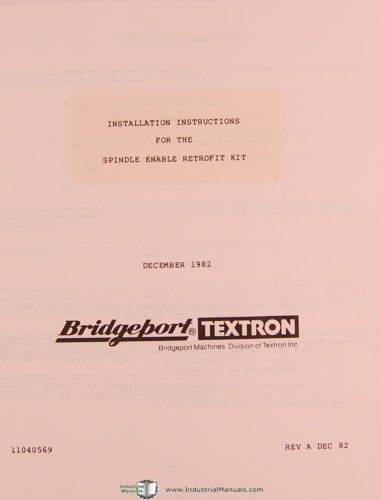 INSTALLATION INSTRUCTIONS
FOR THE
SPINDLE ENABLE RETROFIT KIT
DECEMBER 1982
Bridgeport® TEXTRON
Bridgeport Machines Division of Textron Inc.
11040569
REV A DEC 82
Industrial Manuals.com
www.IndustrialManuals.com